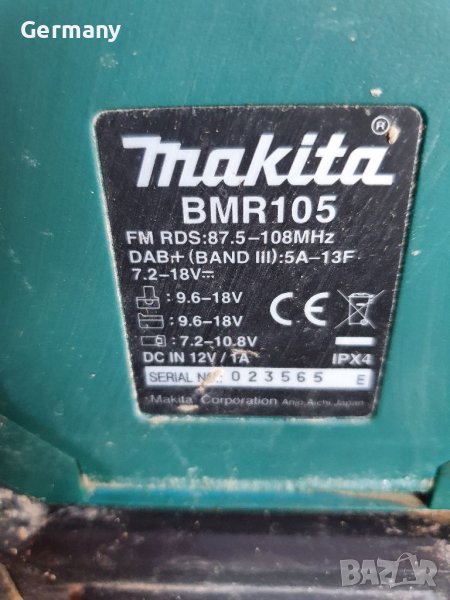 Germany
makita®
BMR105
FM RDS:87.5–108MHz
DAB+ (BAND III):5A–13F
7.2–18V⎓
: 9.6–18V
: 9.6–18V
: 7.2–10.8V
CE
DC IN 12V / 1A
IPX4
SERIAL No. 023565 E
Makita Corporation Anjo, Aichi, Japan
BAZAR